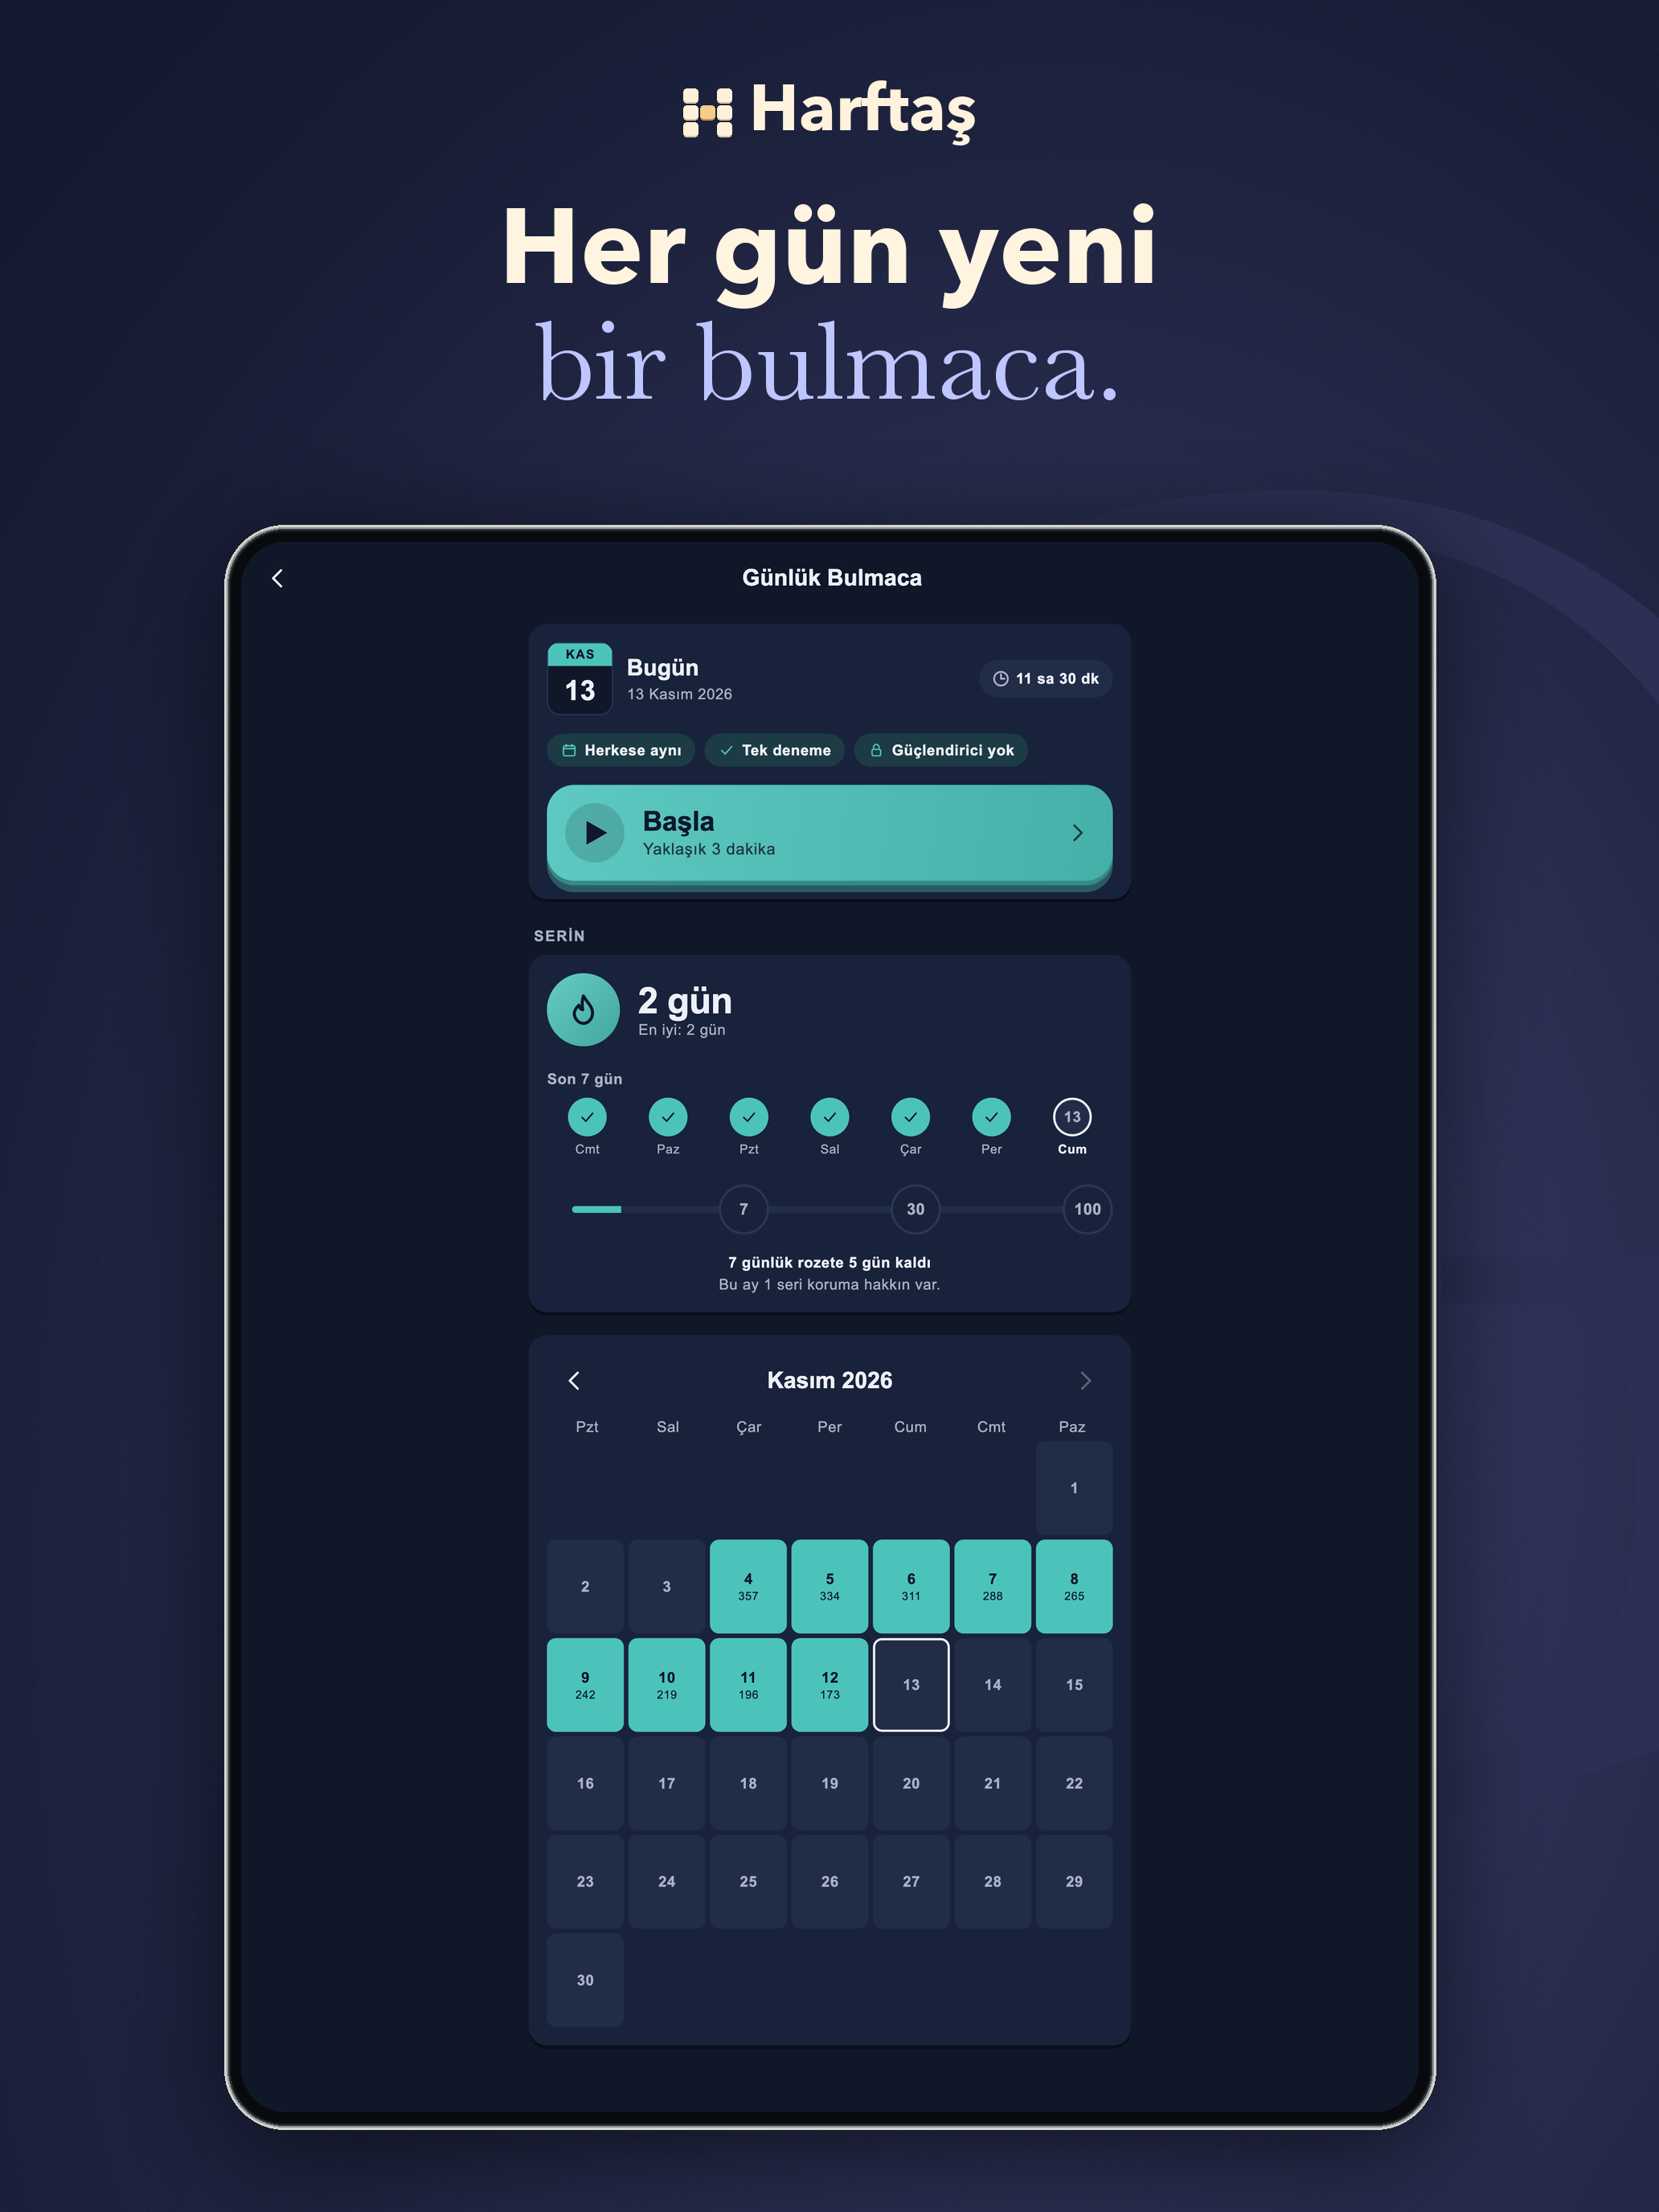 Harftaş
Her gün yeni
bir bulmaca.
Günlük Bulmaca
KAS
13
Bugün
13 Kasım 2026
11 sa 30 dk
Herkese aynı
Tek deneme
Güçlendirici yok
Başla
Yaklaşık 3 dakika
SERİN
2 gün
En iyi: 2 gün
Son 7 gün
13
Cmt Paz Pzt Sal Çar Per Cum
7 30 100
7 günlük rozete 5 gün kaldı
Bu ay 1 seri koruma hakkın var.
Kasım 2026
Pzt Sal Çar Per Cum Cmt Paz
1
2 3 4 5 6 7 8
357 334 311 288 265
9 10 11 12 13 14 15
242 219 196 173
16 17 18 19 20 21 22
23 24 25 26 27 28 29
30